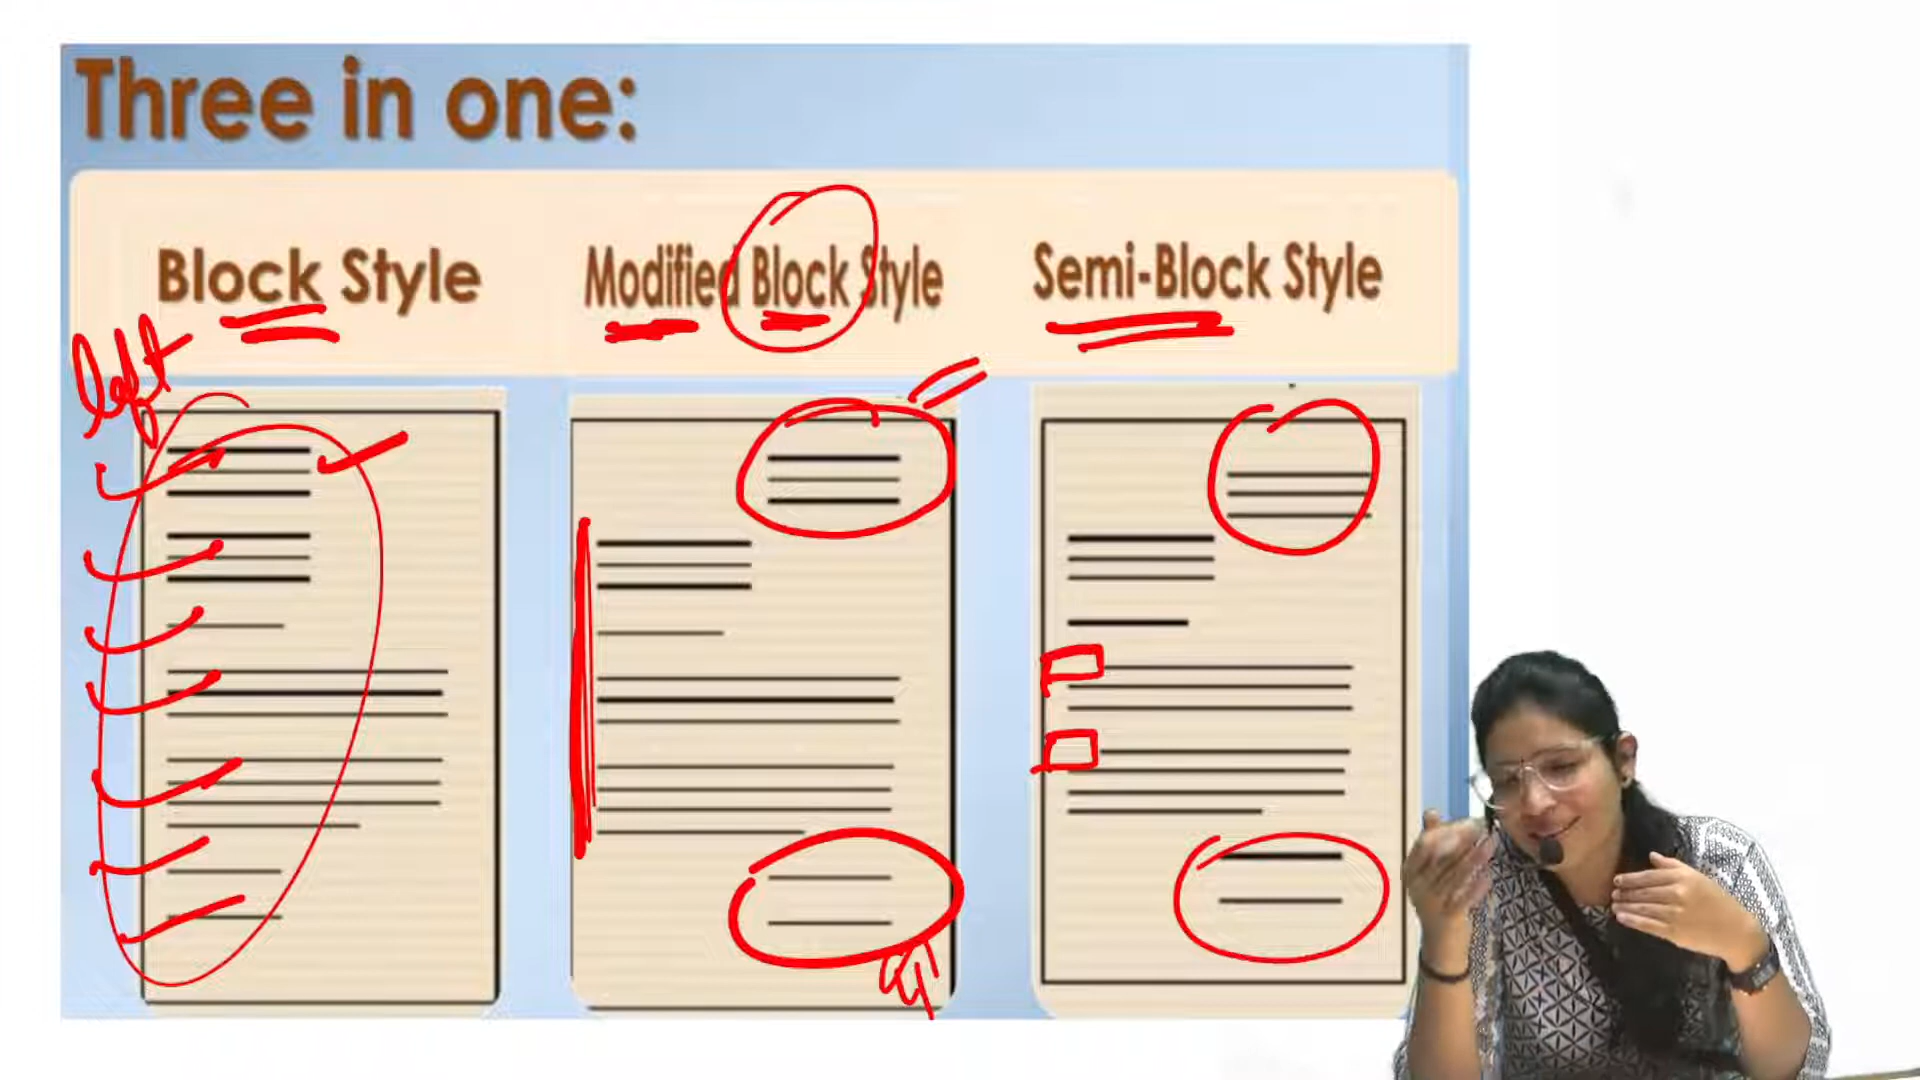 Three in one:
Block Style
Modified Block Style
Semi-Block Style
left